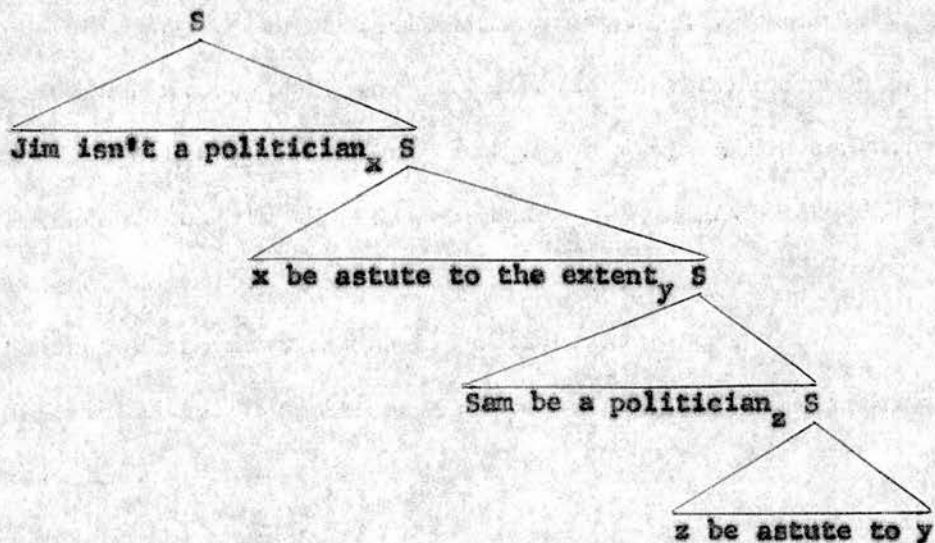 S
Jim isn't a politician_x S
x be astute to the extent_y S
Sam be a politician_z S
z be astute to y